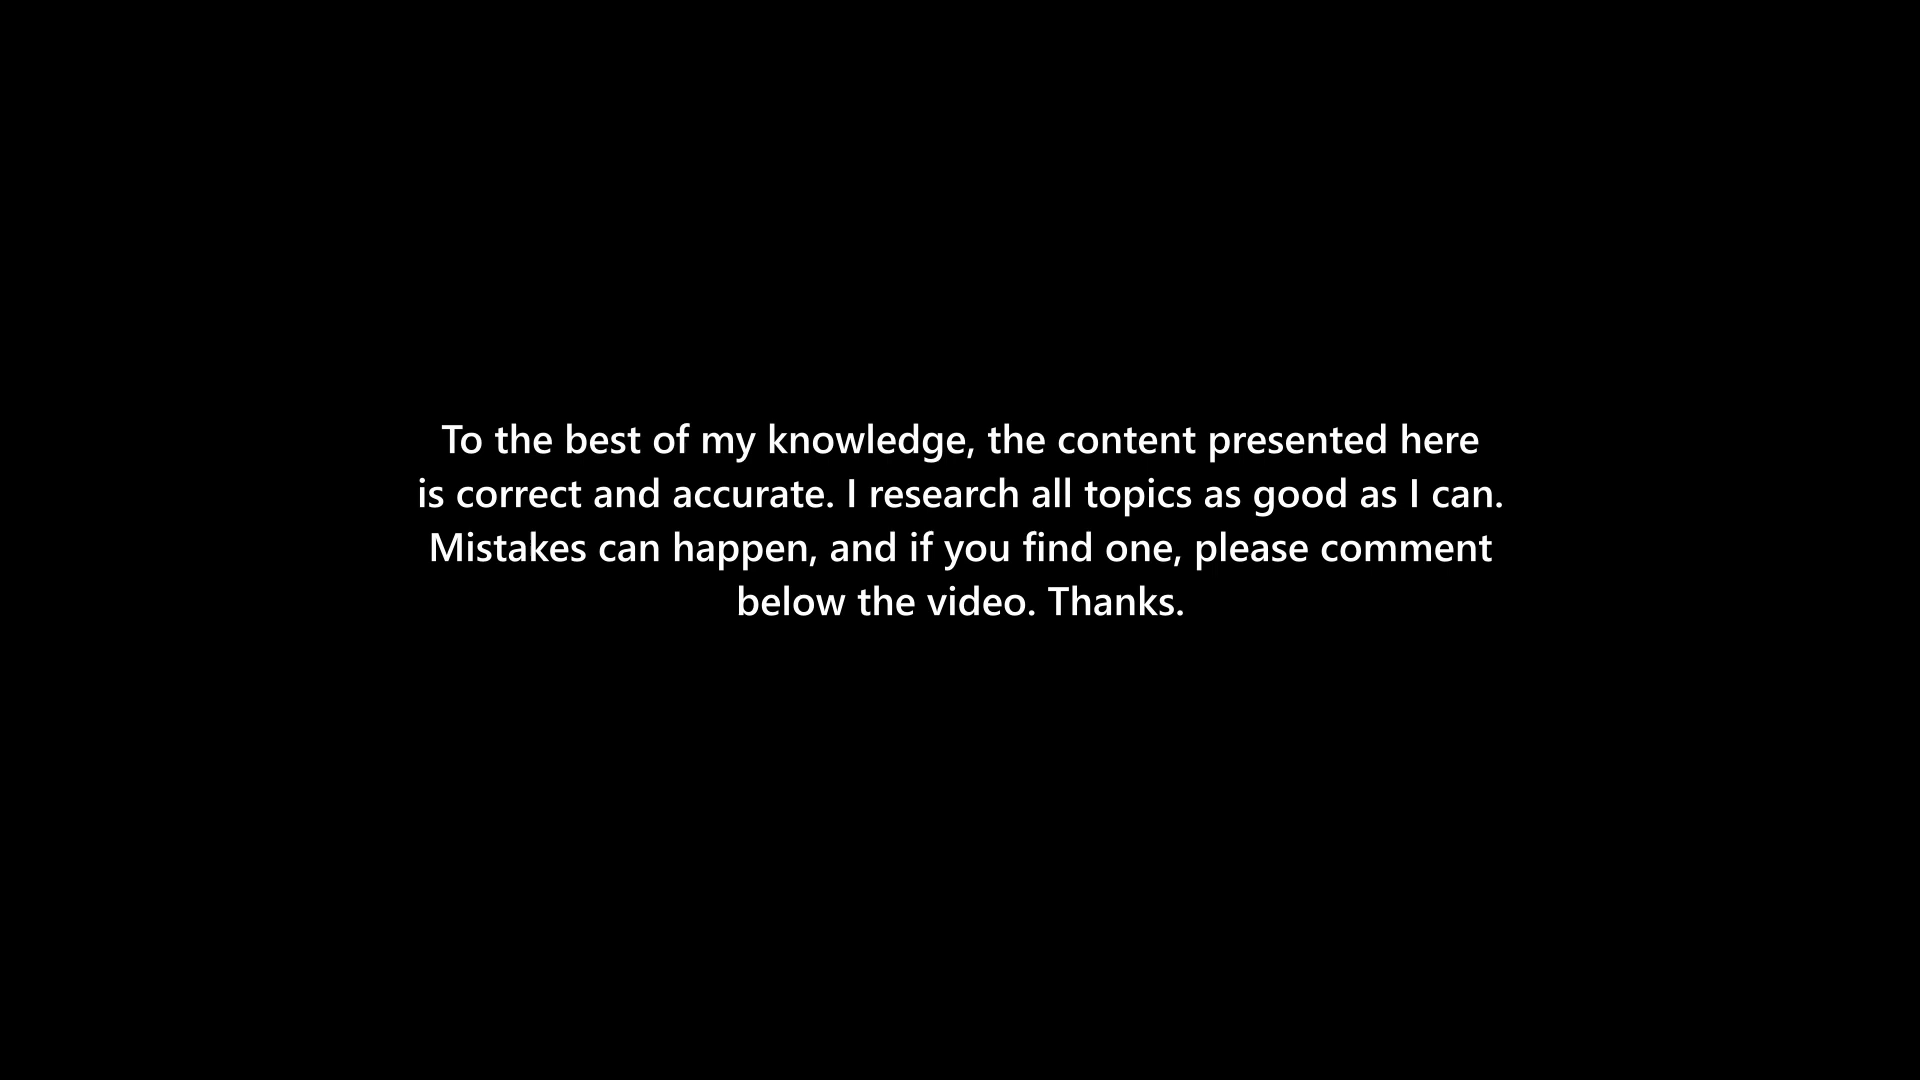 To the best of my knowledge, the content presented here
is correct and accurate. I research all topics as good as I can.
Mistakes can happen, and if you find one, please comment
below the video. Thanks.